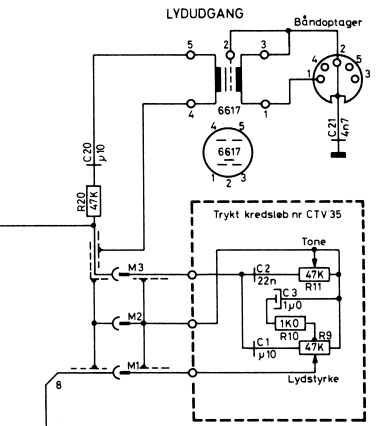 LYDUDGANG
Båndoptager
5 2 3
2
4 5
1 3
4 6617 1
C20
µ10
4 5
6617
1 2 3
C21
4n7
R20
47K
Trykt kredsløb nr CTV 35
Tone
M3
C2
22n
47K
R11
C3
1µ0
M2
1K0
R10
R9
C1
µ10
47K
M1
8
Lydstyrke